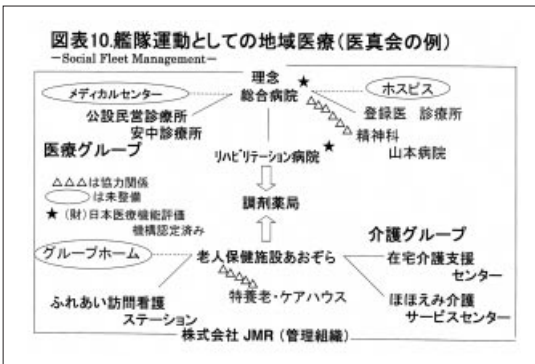 図表10.艦隊運動としての地域医療(医真会の例)
－Social Fleet Management－
理念
メディカルセンター
総合病院 ★
ホスピス
公設民営診療所
安中診療所
登録医 診療所
医療グループ
精神科
山本病院
リハビリテーション病院 ★
△△△は協力関係
は未整備
★(財)日本医療機能評価
機構認定済み
調剤薬局
介護グループ
グループホーム
老人保健施設あおぞら
在宅介護支援
センター
特養老・ケアハウス
ふれあい訪問看護
ステーション
ほほえみ介護
サービスセンター
株式会社 JMR(管理組織)